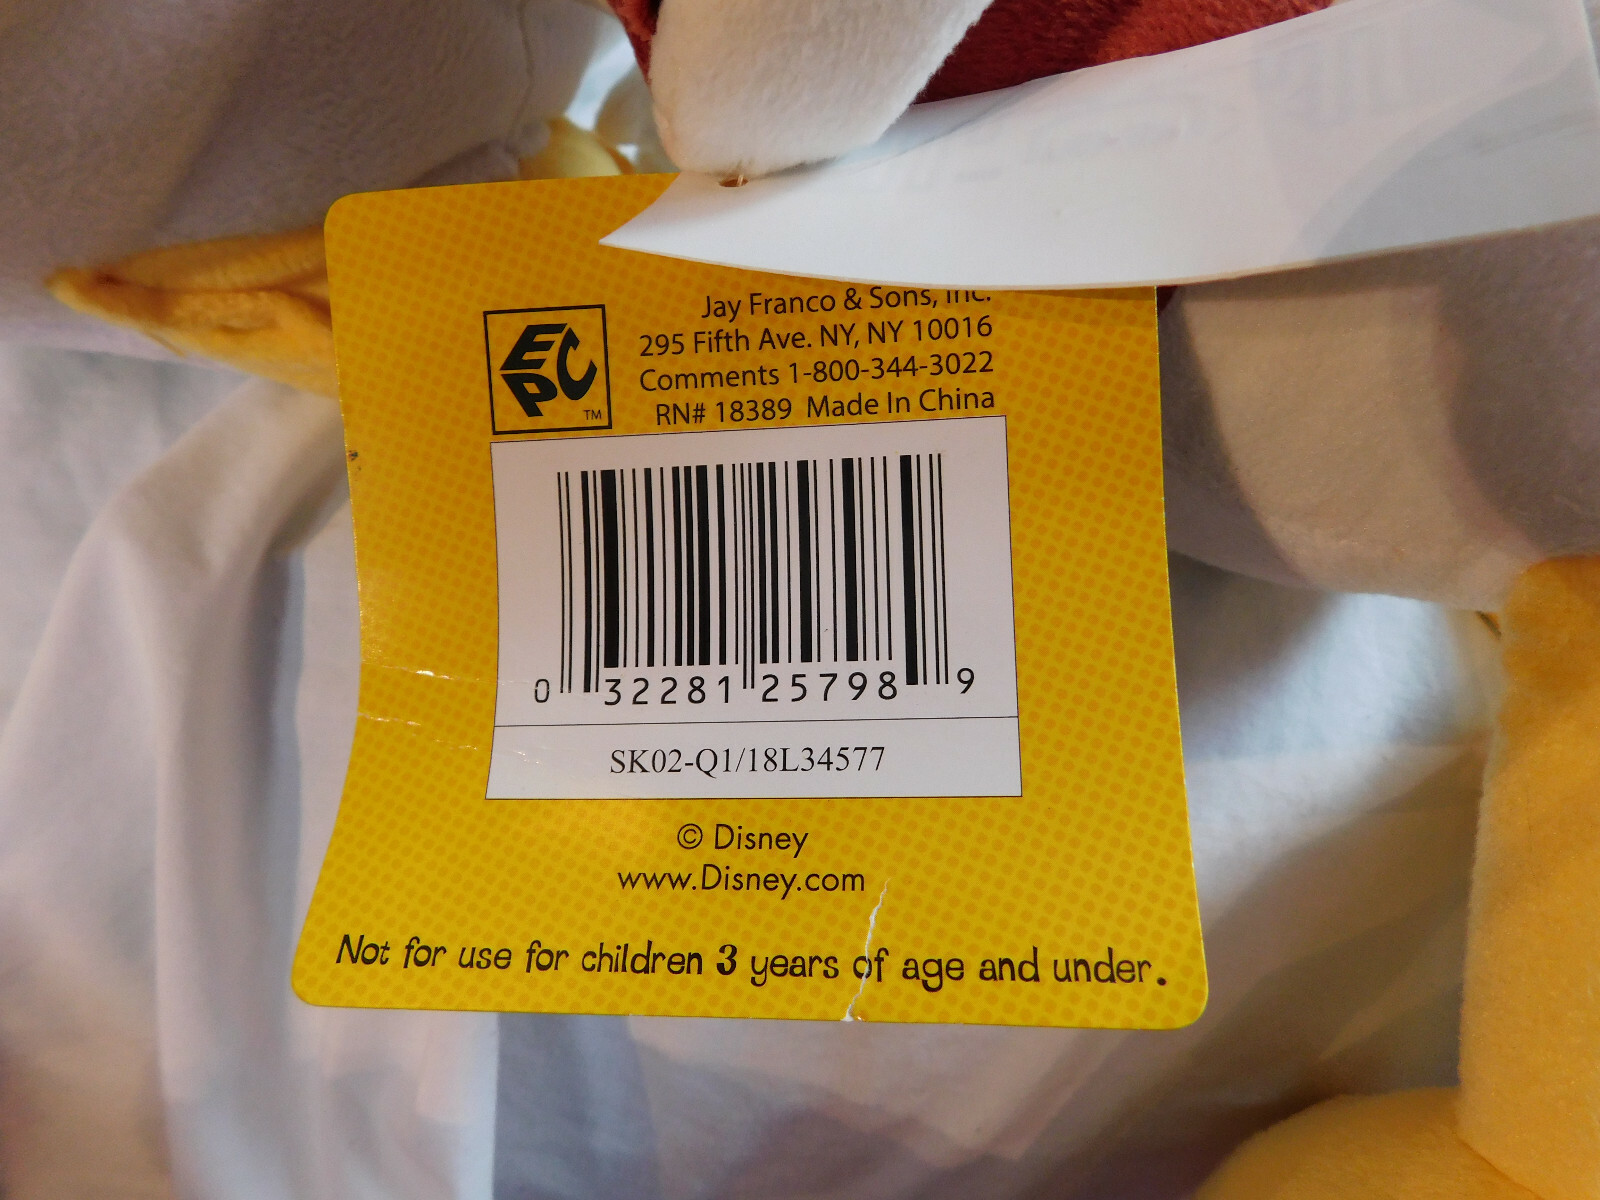 Jay Franco & Sons, Inc.
295 Fifth Ave. NY, NY 10016
Comments 1-800-344-3022
RN# 18389 Made In China
EPC™
0 32281 25798 9
SK02-Q1/18L34577
© Disney
www.Disney.com
Not for use for children 3 years of age and under.